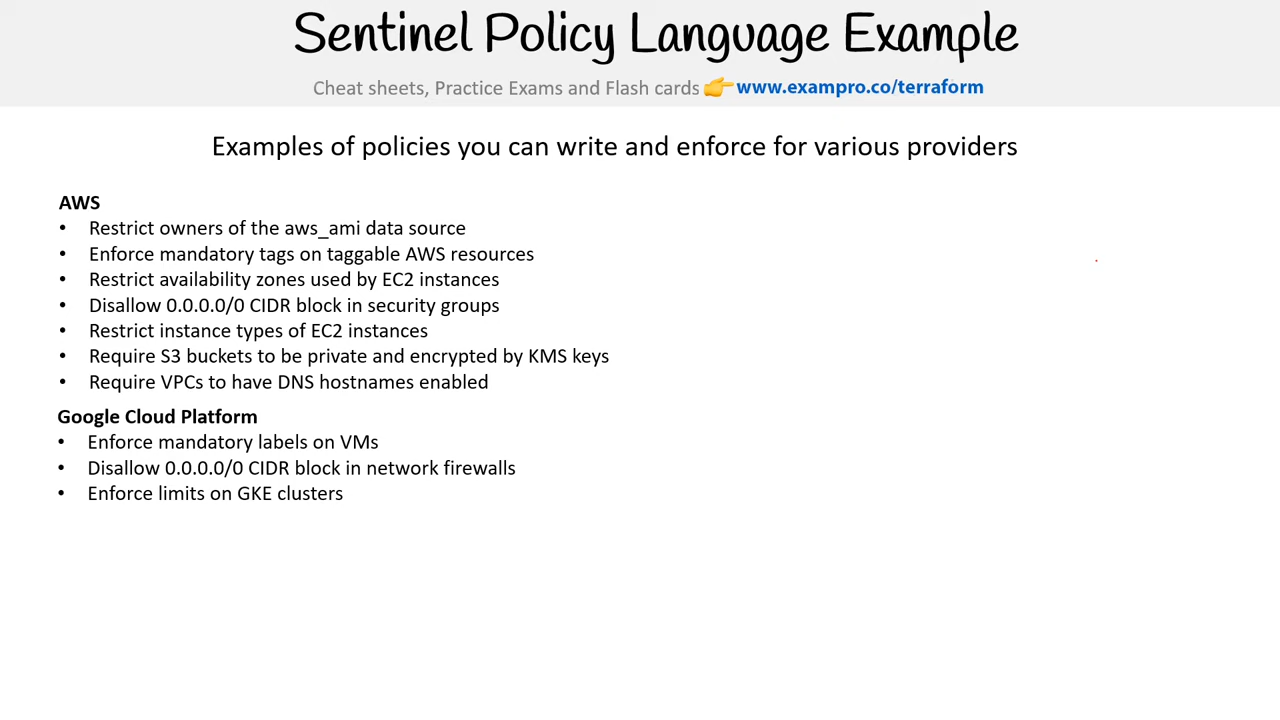 Sentinel Policy Language Example
Cheat sheets, Practice Exams and Flash cards 👉 www.exampro.co/terraform
Examples of policies you can write and enforce for various providers
AWS
• Restrict owners of the aws_ami data source
• Enforce mandatory tags on taggable AWS resources
• Restrict availability zones used by EC2 instances
• Disallow 0.0.0.0/0 CIDR block in security groups
• Restrict instance types of EC2 instances
• Require S3 buckets to be private and encrypted by KMS keys
• Require VPCs to have DNS hostnames enabled
Google Cloud Platform
• Enforce mandatory labels on VMs
• Disallow 0.0.0.0/0 CIDR block in network firewalls
• Enforce limits on GKE clusters